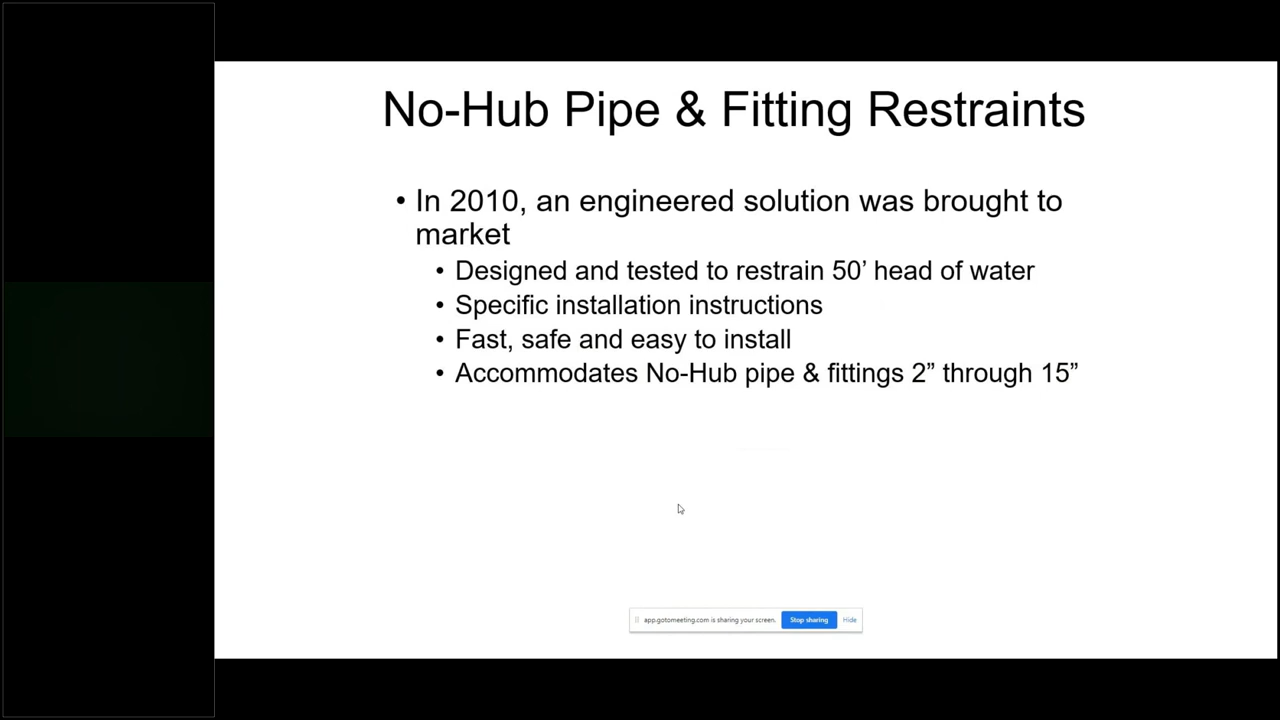 No-Hub Pipe & Fitting Restraints
• In 2010, an engineered solution was brought to
market
• Designed and tested to restrain 50’ head of water
• Specific installation instructions
• Fast, safe and easy to install
• Accommodates No-Hub pipe & fittings 2” through 15”
app.gotomeeting.com is sharing your screen. Stop sharing Hide